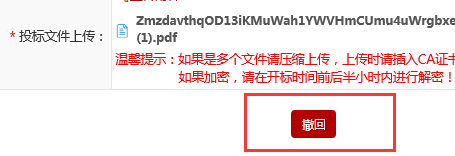 ZmzdavthqOD13iKMuWah1YWVHmCUmu4uWrgbxe
* 投标文件上传：
(1).pdf
温馨提示：如果是多个文件请压缩上传，上传时请插入CA证书
如果加密，请在开标时间前后半小时内进行解密！
撤回